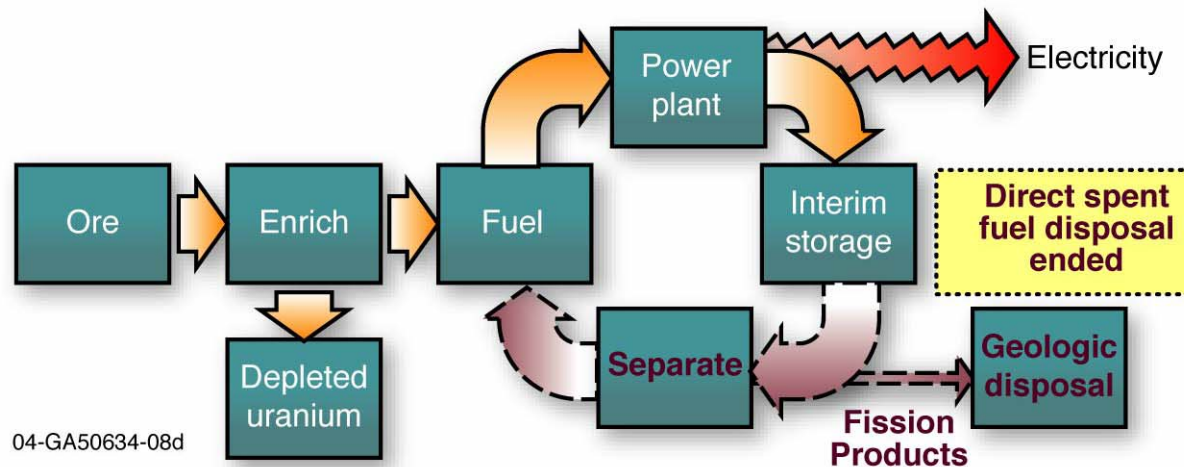 Power
plant
Electricity
Ore
Enrich
Fuel
Interim
storage
Direct spent
fuel disposal
ended
Depleted
uranium
Separate
Geologic
disposal
Fission
Products
04-GA50634-08d